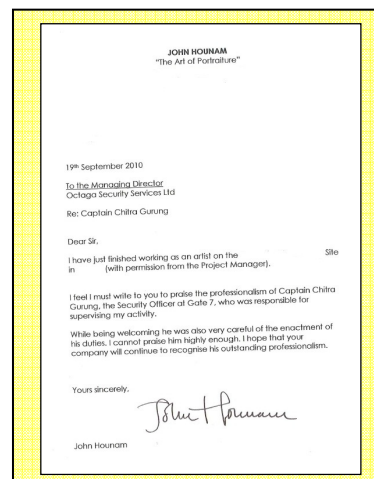 JOHN HOUNAM
"The Art of Portraiture"
19th September 2010
To the Managing Director
Octaga Security Services Ltd
Re: Captain Chitra Gurung
Dear Sir,
I have just finished working as an artist on the Site
in (with permission from the Project Manager).
I feel I must write to you to praise the professionalism of Captain Chitra
Gurung, the Security Officer at Gate 7, who was responsible for
supervising my activity.
While being welcoming he was also very careful of the enactment of
his duties. I cannot praise him highly enough. I hope that your
company will continue to recognise his outstanding professionalism.
Yours sincerely,
John Hounam
John Hounam